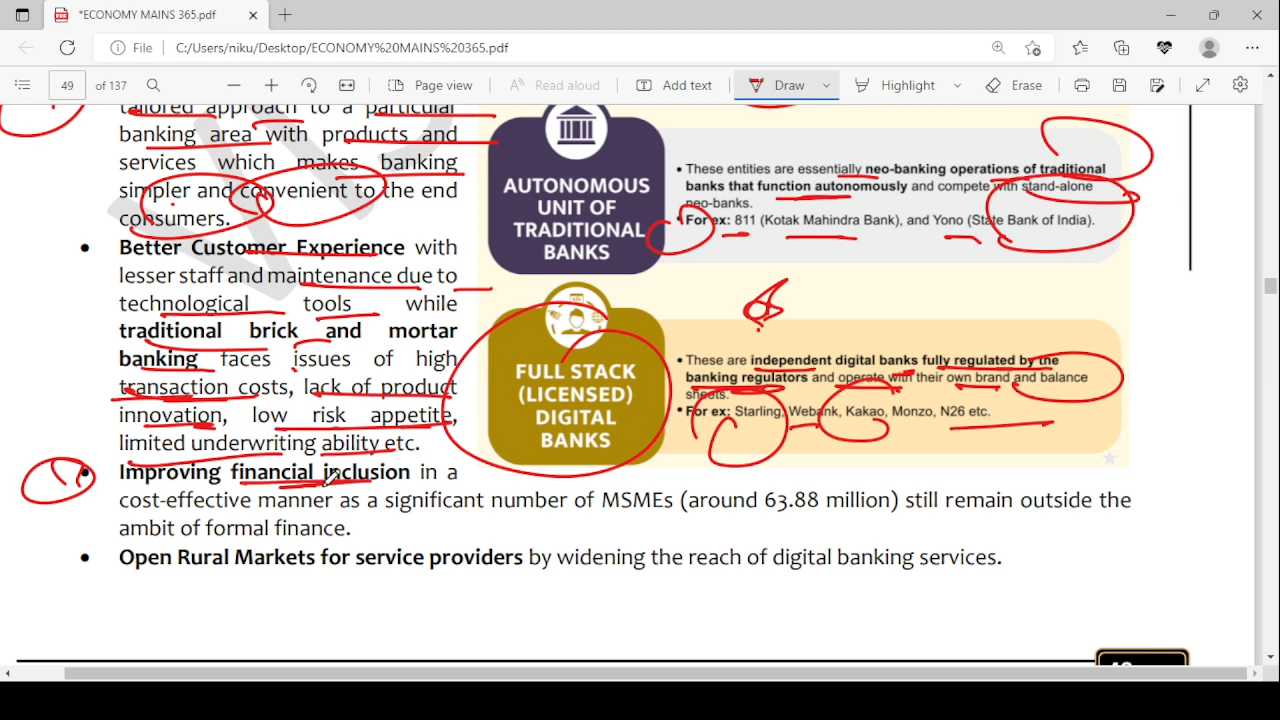 *ECONOMY MAINS 365.pdf
File
C:/Users/niku/Desktop/ECONOMY%20MAINS%20365.pdf
49 of 137
Page view
Read aloud
Add text
Draw
Highlight
Erase
tailored approach to a particular
banking area with products and
services which makes banking
simpler and convenient to the end
consumers.
• Better Customer Experience with
lesser staff and maintenance due to
technological tools while
traditional brick and mortar
banking faces issues of high
transaction costs, lack of product
innovation, low risk appetite,
limited underwriting ability etc.
• Improving financial inclusion in a
cost-effective manner as a significant number of MSMEs (around 63.88 million) still remain outside the
ambit of formal finance.
• Open Rural Markets for service providers by widening the reach of digital banking services.
AUTONOMOUS
UNIT OF
TRADITIONAL
BANKS
• These entities are essentially neo-banking operations of traditional
banks that function autonomously and compete with stand-alone
neo-banks.
• For ex: 811 (Kotak Mahindra Bank), and Yono (State Bank of India).
FULL STACK
(LICENSED)
DIGITAL
BANKS
• These are independent digital banks fully regulated by the
banking regulators and operate with their own brand and balance
sheets.
• For ex: Starling, Webank, Kakao, Monzo, N26 etc.